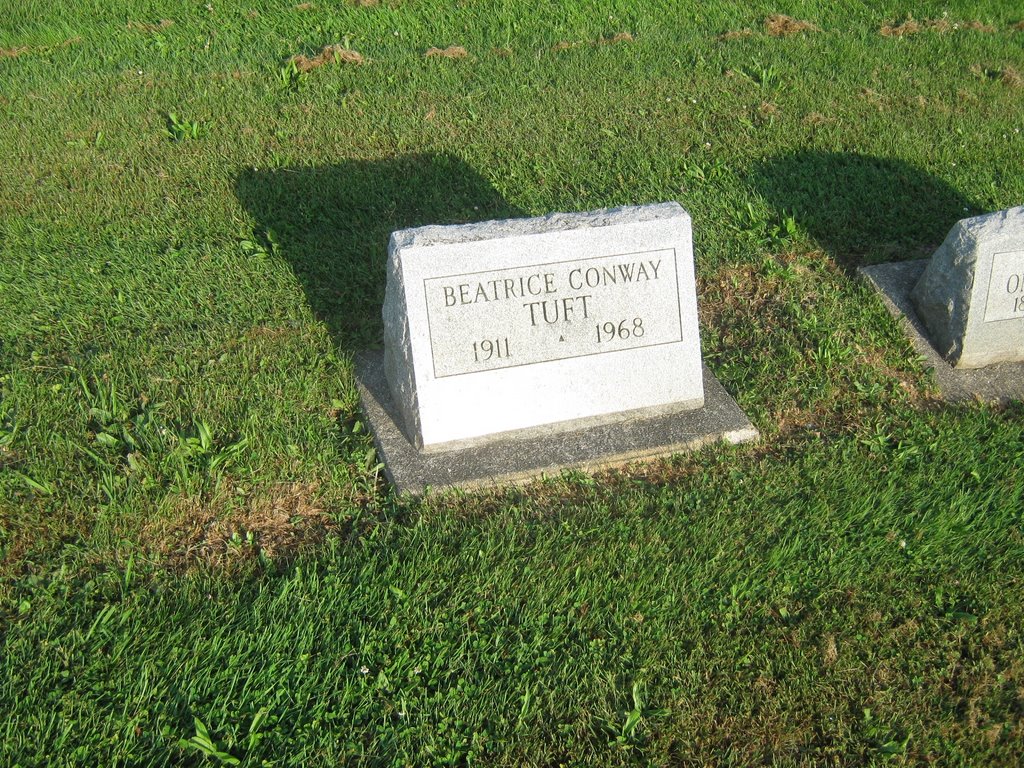 BEATRICE CONWAY
TUFT
1911 ▴ 1968